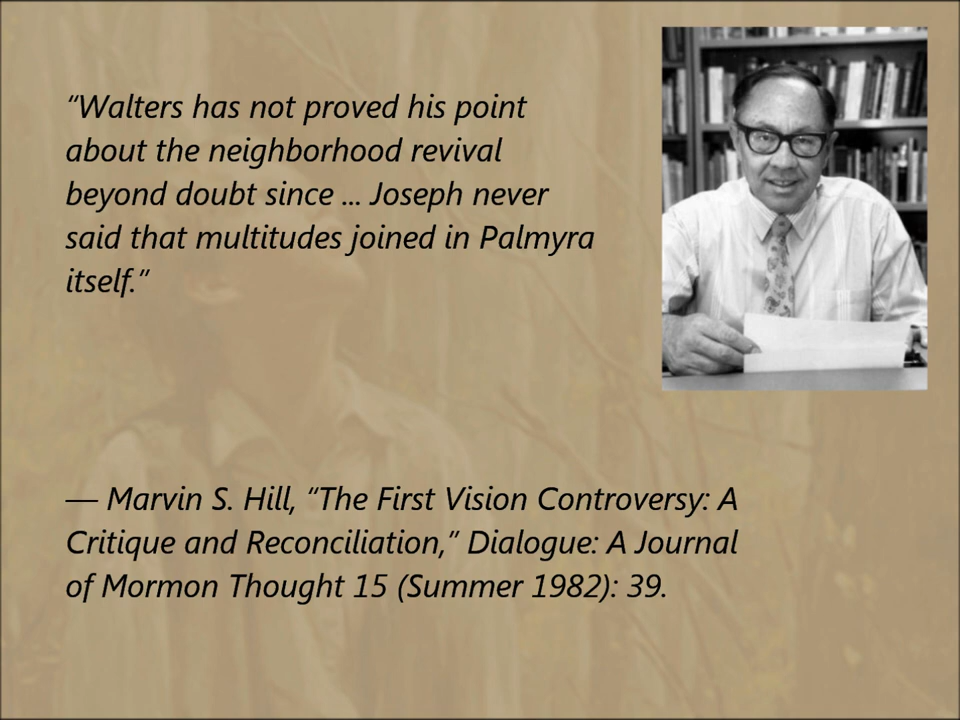 “Walters has not proved his point
about the neighborhood revival
beyond doubt since ... Joseph never
said that multitudes joined in Palmyra
itself.”
— Marvin S. Hill, “The First Vision Controversy: A
Critique and Reconciliation,” Dialogue: A Journal
of Mormon Thought 15 (Summer 1982): 39.